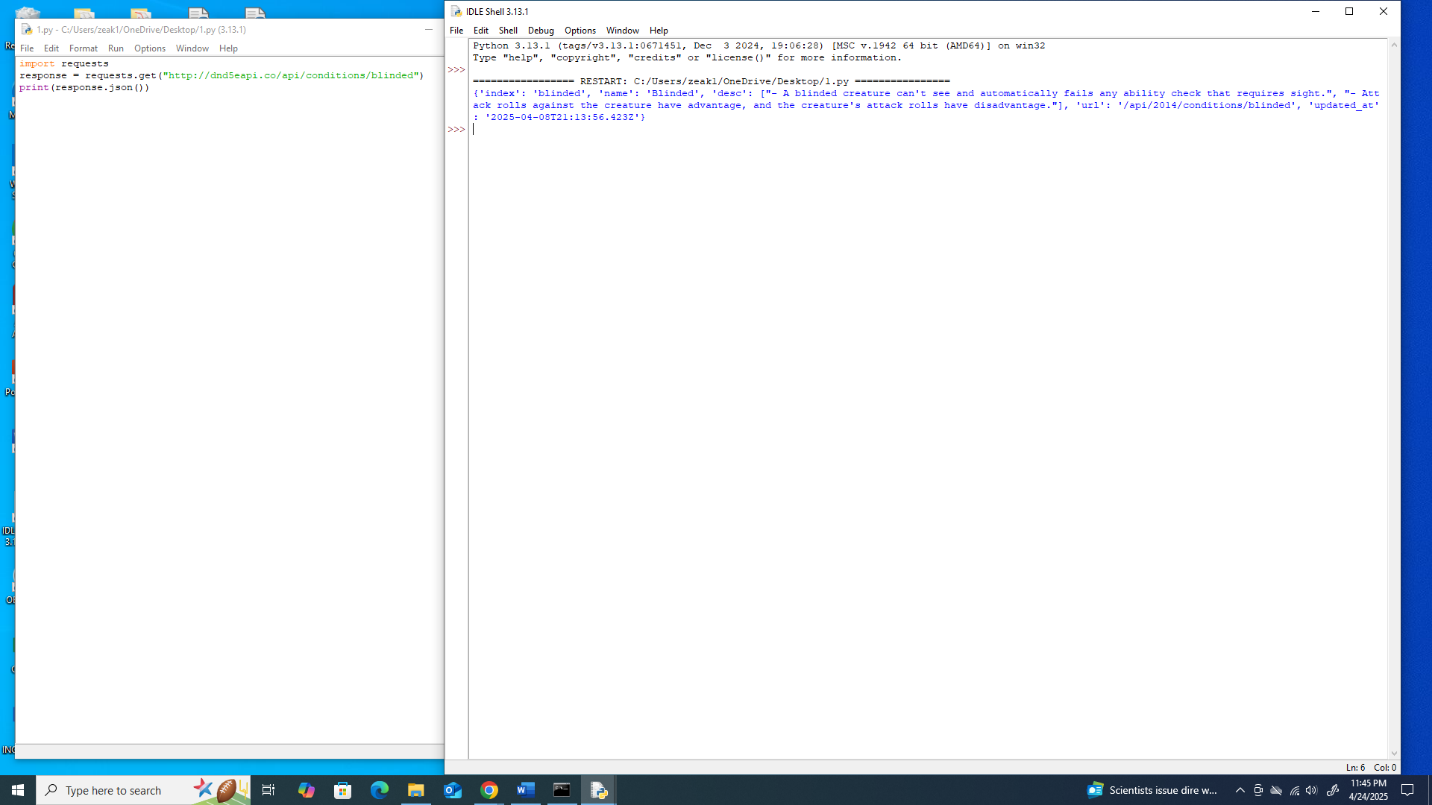 1.py - C:/Users/zeak1/OneDrive/Desktop/1.py (3.13.1)
File Edit Format Run Options Window Help
import requests
response = requests.get("http://dnd5eapi.co/api/conditions/blinded")
print(response.json())
IDLE Shell 3.13.1
File Edit Shell Debug Options Window Help
Python 3.13.1 (tags/v3.13.1:0671451, Dec  3 2024, 19:06:28) [MSC v.1942 64 bit (AMD64)] on win32
Type "help", "copyright", "credits" or "license()" for more information.
>>>
================= RESTART: C:/Users/zeak1/OneDrive/Desktop/1.py ================
{'index': 'blinded', 'name': 'Blinded', 'desc': ["- A blinded creature can't see and automatically fails any ability check that requires sight.", "- Att
ack rolls against the creature have advantage, and the creature's attack rolls have disadvantage."], 'url': '/api/2014/conditions/blinded', 'updated_at'
: '2025-04-08T21:13:56.423Z'}
>>>
Ln: 6 Col: 0
Type here to search
Scientists issue dire w...
11:45 PM
4/24/2025